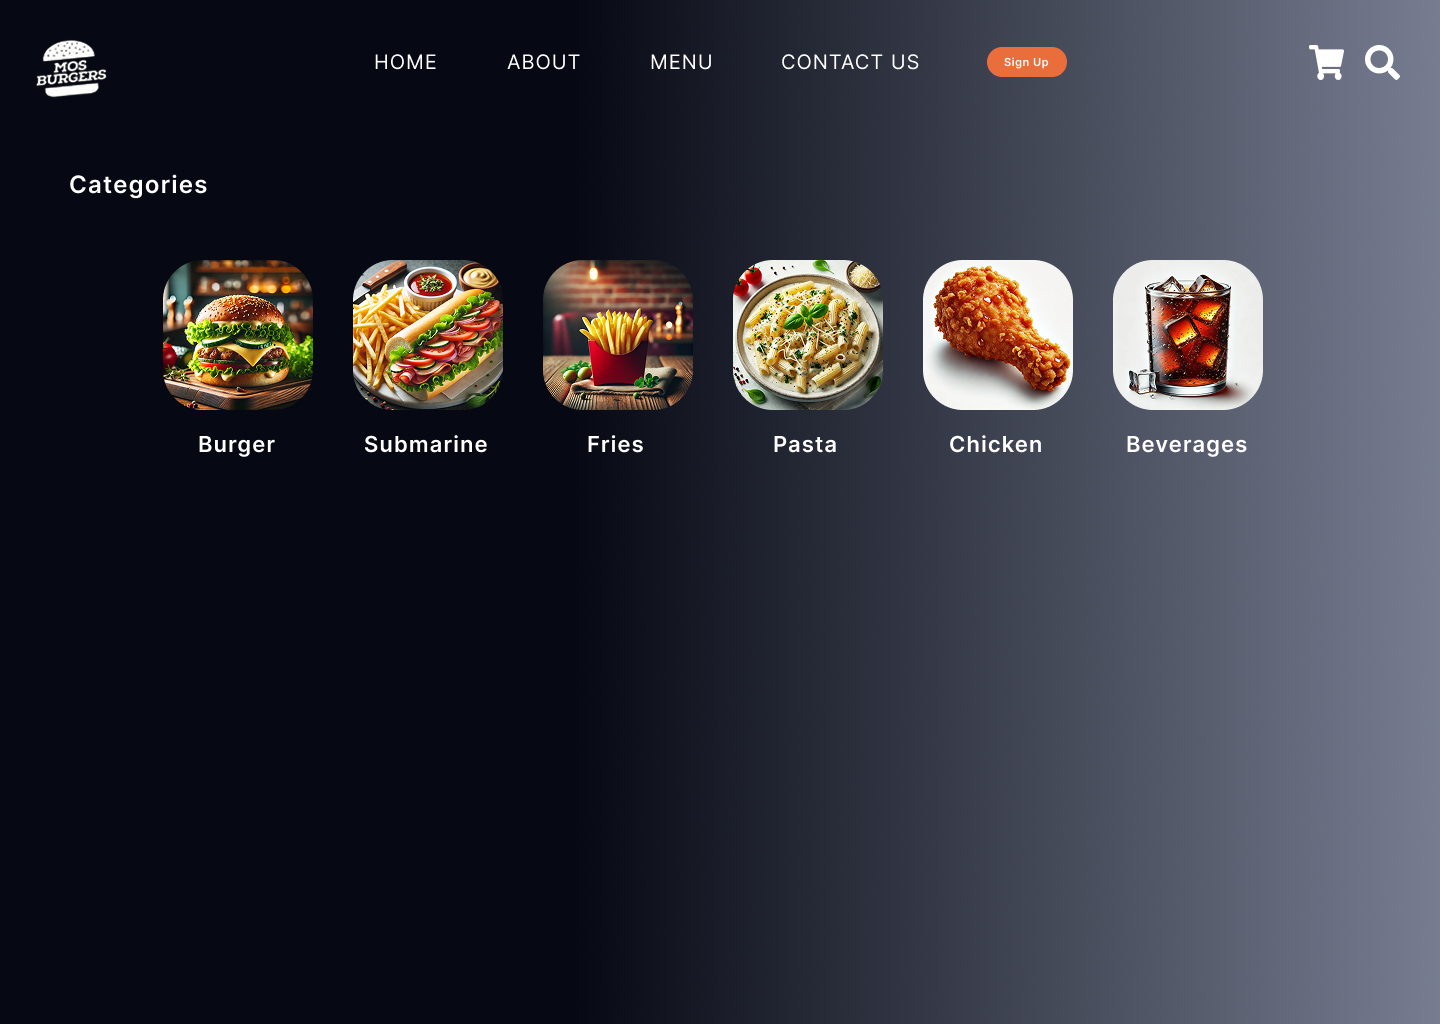 MOS
BURGERS
HOME ABOUT MENU CONTACT US Sign Up
Categories
Burger Submarine Fries Pasta Chicken Beverages